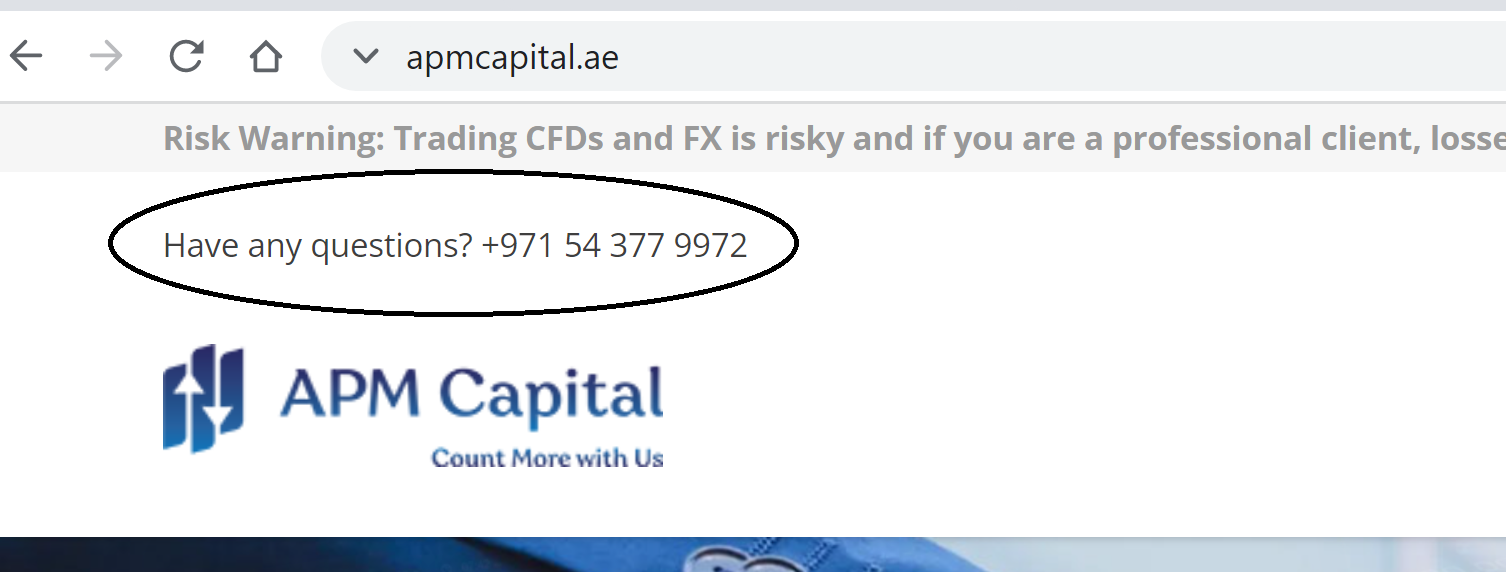 apmcapital.ae
Risk Warning: Trading CFDs and FX is risky and if you are a professional client,
Have any questions? +971 54 377 9972
APM Capital
Count More with Us